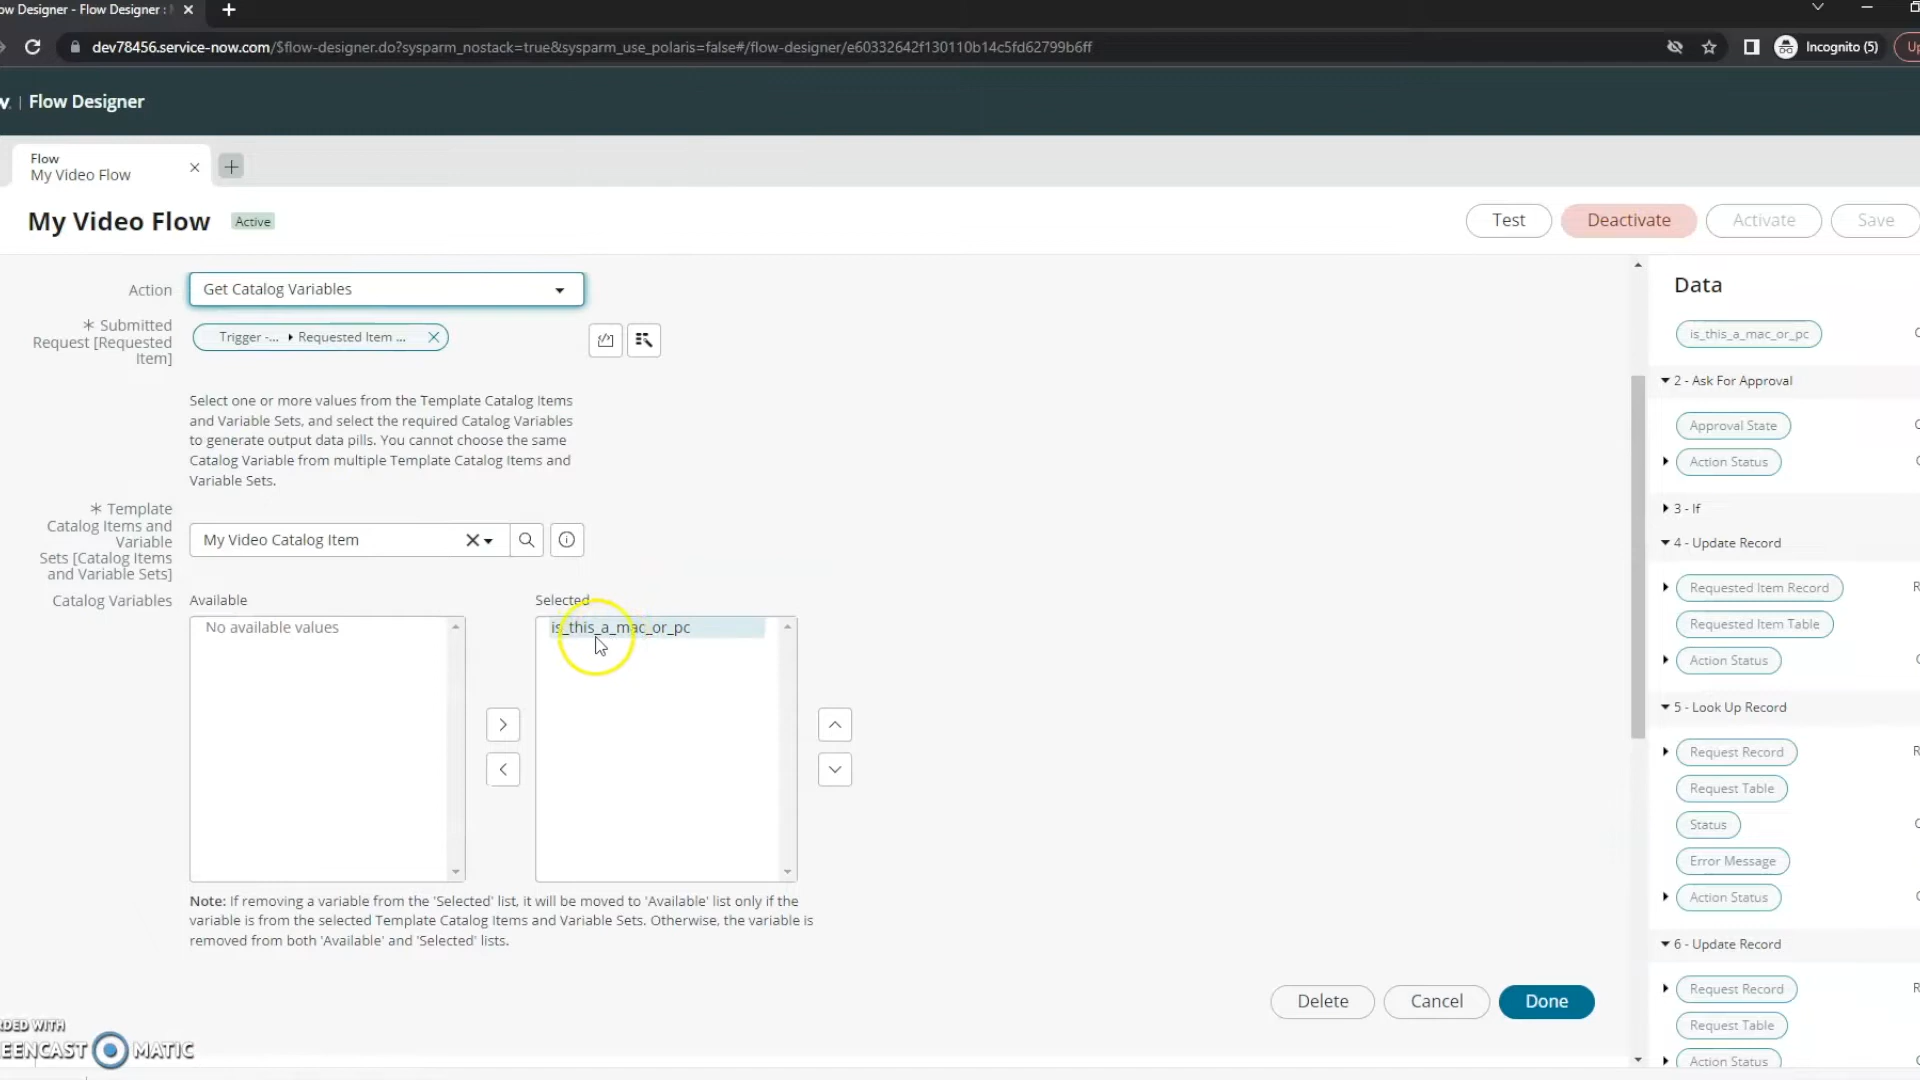 ow Designer - Flow Designer :
dev78456.service-now.com/$flow-designer.do?sysparm_nostack=true&sysparm_use_polaris=false#/flow-designer/e60332642f130110b14c5fd62799b6ff
Incognito (5)
Up
Flow Designer
Flow
My Video Flow
My Video Flow
Active
Test
Deactivate
Activate
Save
Action
Get Catalog Variables
* Submitted
Request [Requested
Item]
Trigger -... ▸ Requested Item ...
Select one or more values from the Template Catalog Items
and Variable Sets, and select the required Catalog Variables
to generate output data pills. You cannot choose the same
Catalog Variable from multiple Template Catalog Items and
Variable Sets.
* Template
Catalog Items and
Variable
Sets [Catalog Items
and Variable Sets]
My Video Catalog Item
Catalog Variables
Available
Selected
No available values
is_this_a_mac_or_pc
Note: If removing a variable from the 'Selected' list, it will be moved to 'Available' list only if the
variable is from the selected Template Catalog Items and Variable Sets. Otherwise, the variable is
removed from both 'Available' and 'Selected' lists.
Delete
Cancel
Done
Data
is_this_a_mac_or_pc
2 - Ask For Approval
Approval State
Action Status
3 - If
4 - Update Record
Requested Item Record
Requested Item Table
Action Status
5 - Look Up Record
Request Record
Request Table
Status
Error Message
Action Status
6 - Update Record
Request Record
Request Table
Action Status
RDED WITH
EENCAST MATIC